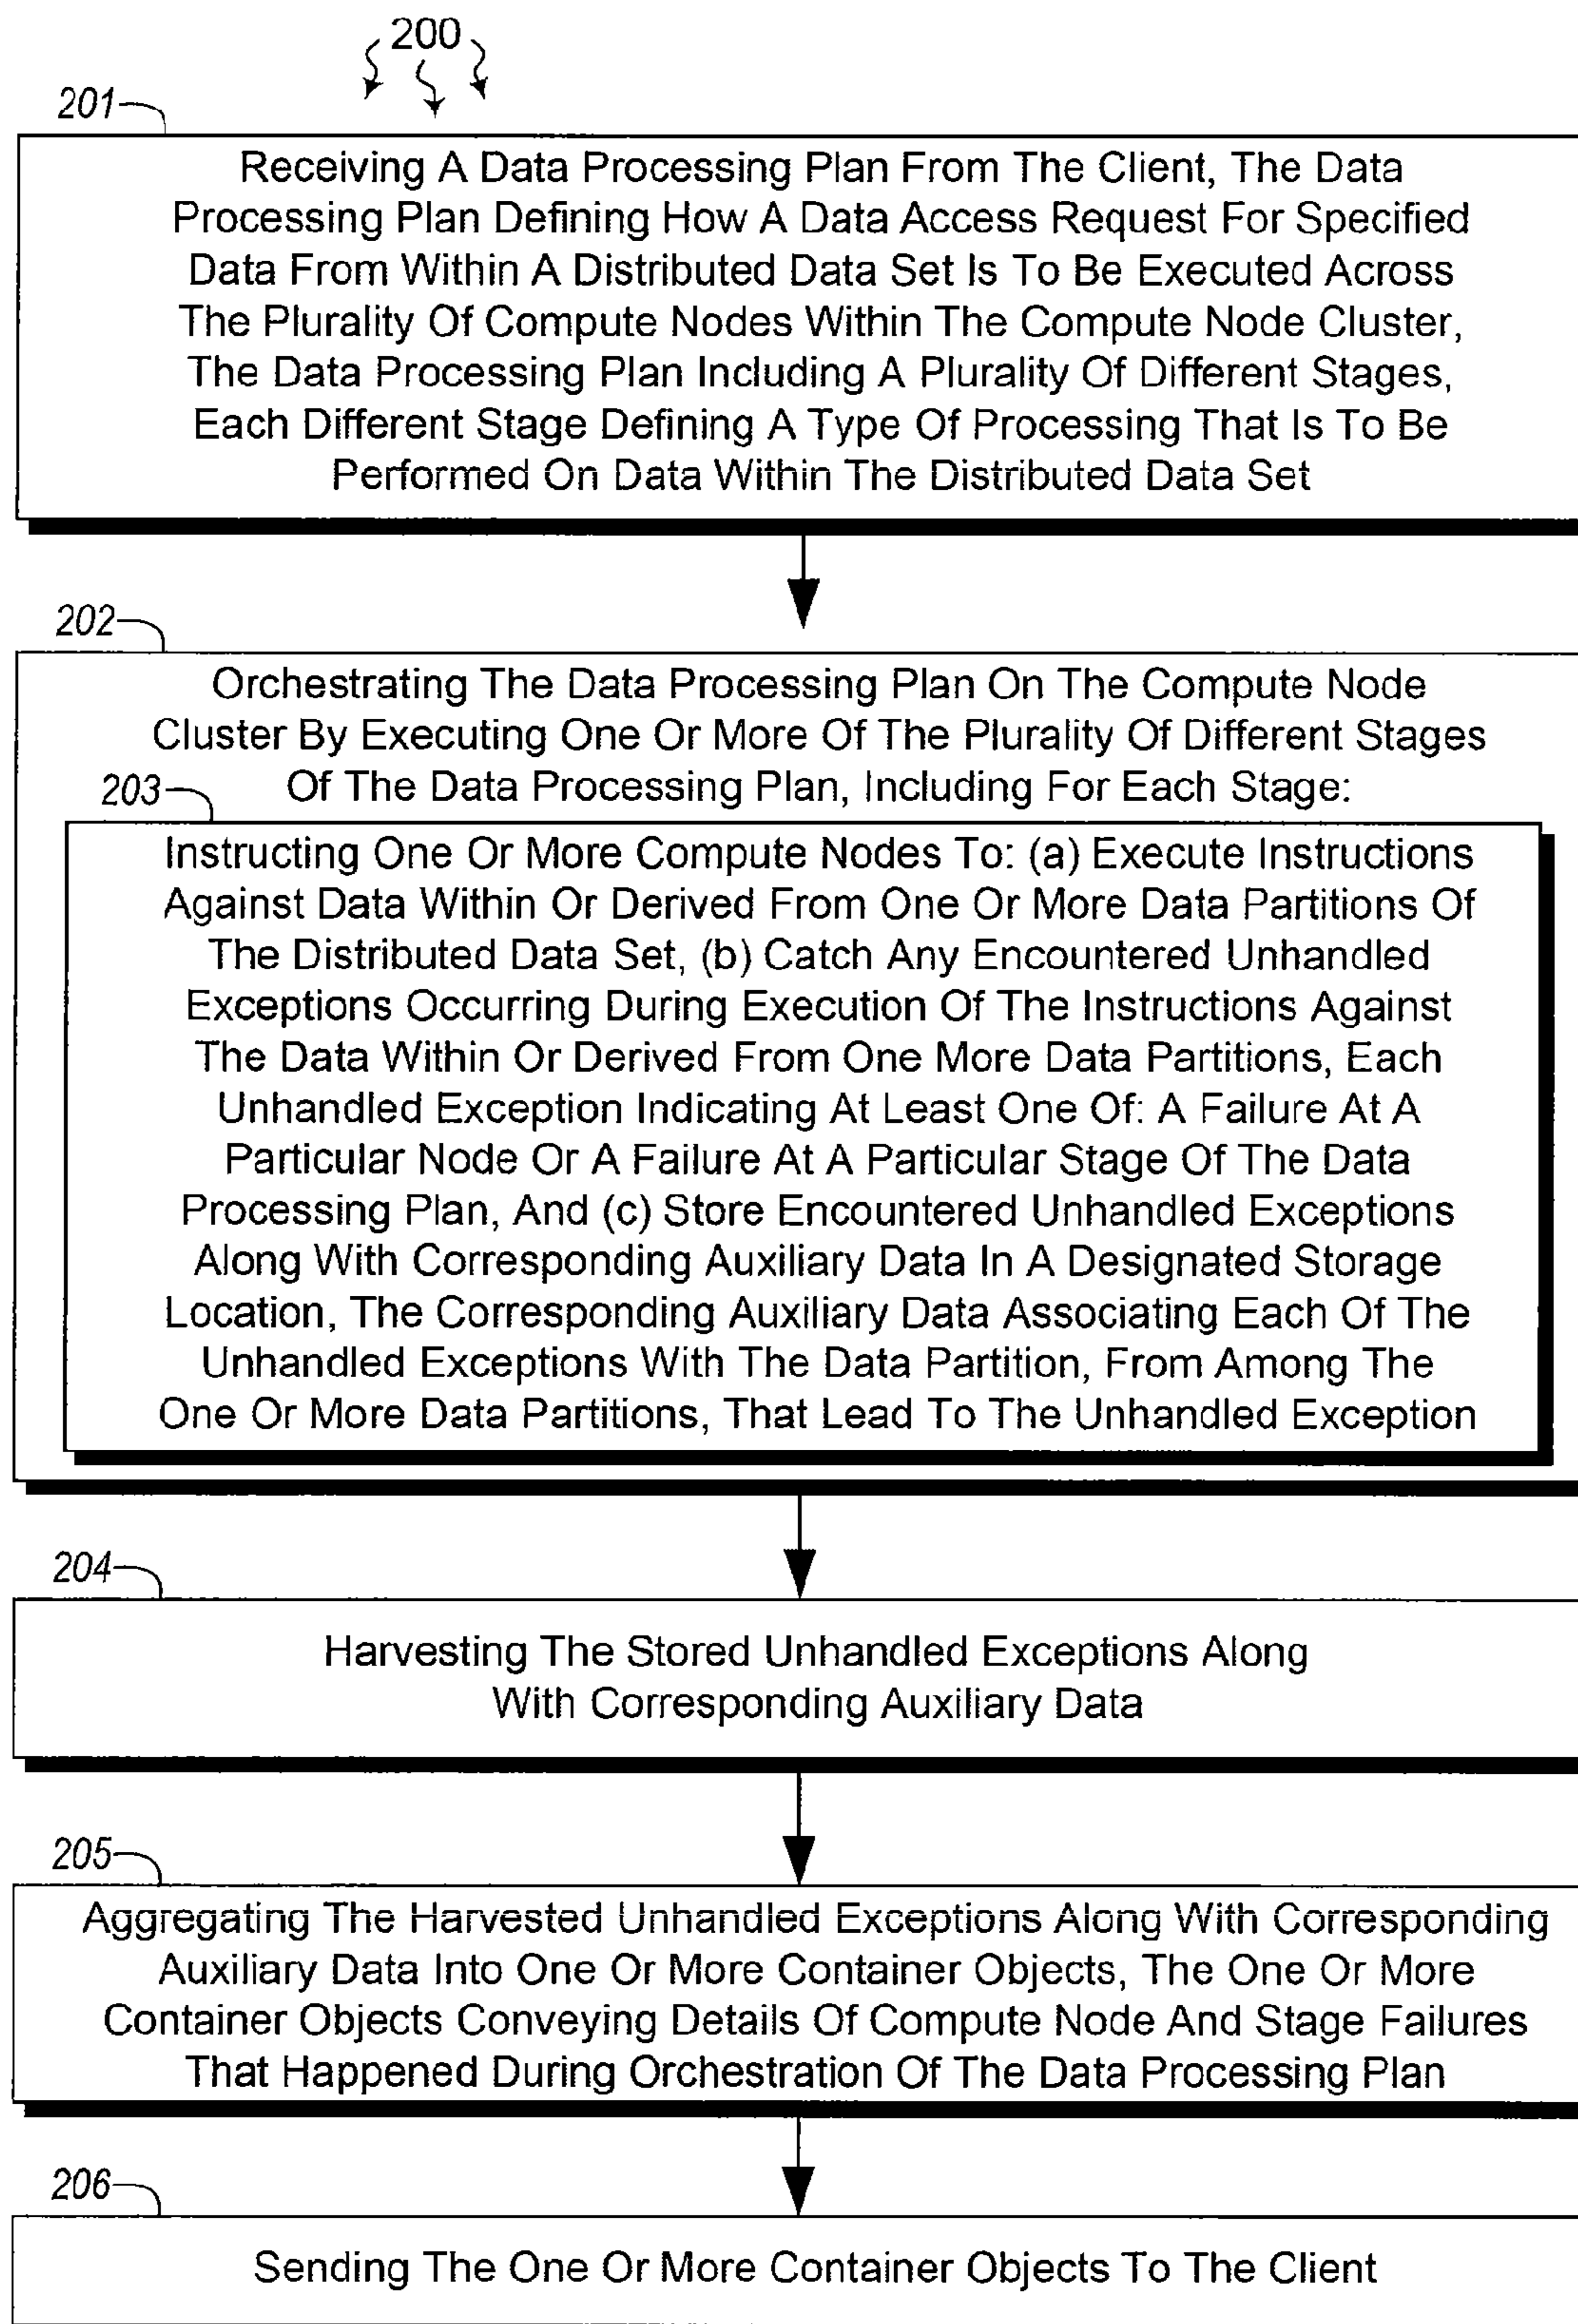 200
201
Receiving A Data Processing Plan From The Client, The Data
Processing Plan Defining How A Data Access Request For Specified
Data From Within A Distributed Data Set Is To Be Executed Across
The Plurality Of Compute Nodes Within The Compute Node Cluster,
The Data Processing Plan Including A Plurality Of Different Stages,
Each Different Stage Defining A Type Of Processing That Is To Be
Performed On Data Within The Distributed Data Set
202
Orchestrating The Data Processing Plan On The Compute Node
Cluster By Executing One Or More Of The Plurality Of Different Stages
Of The Data Processing Plan, Including For Each Stage:
203
Instructing One Or More Compute Nodes To: (a) Execute Instructions
Against Data Within Or Derived From One Or More Data Partitions Of
The Distributed Data Set, (b) Catch Any Encountered Unhandled
Exceptions Occurring During Execution Of The Instructions Against
The Data Within Or Derived From One More Data Partitions, Each
Unhandled Exception Indicating At Least One Of: A Failure At A
Particular Node Or A Failure At A Particular Stage Of The Data
Processing Plan, And (c) Store Encountered Unhandled Exceptions
Along With Corresponding Auxiliary Data In A Designated Storage
Location, The Corresponding Auxiliary Data Associating Each Of The
Unhandled Exceptions With The Data Partition, From Among The
One Or More Data Partitions, That Lead To The Unhandled Exception
204
Harvesting The Stored Unhandled Exceptions Along
With Corresponding Auxiliary Data
205
Aggregating The Harvested Unhandled Exceptions Along With Corresponding
Auxiliary Data Into One Or More Container Objects, The One Or More
Container Objects Conveying Details Of Compute Node And Stage Failures
That Happened During Orchestration Of The Data Processing Plan
206
Sending The One Or More Container Objects To The Client